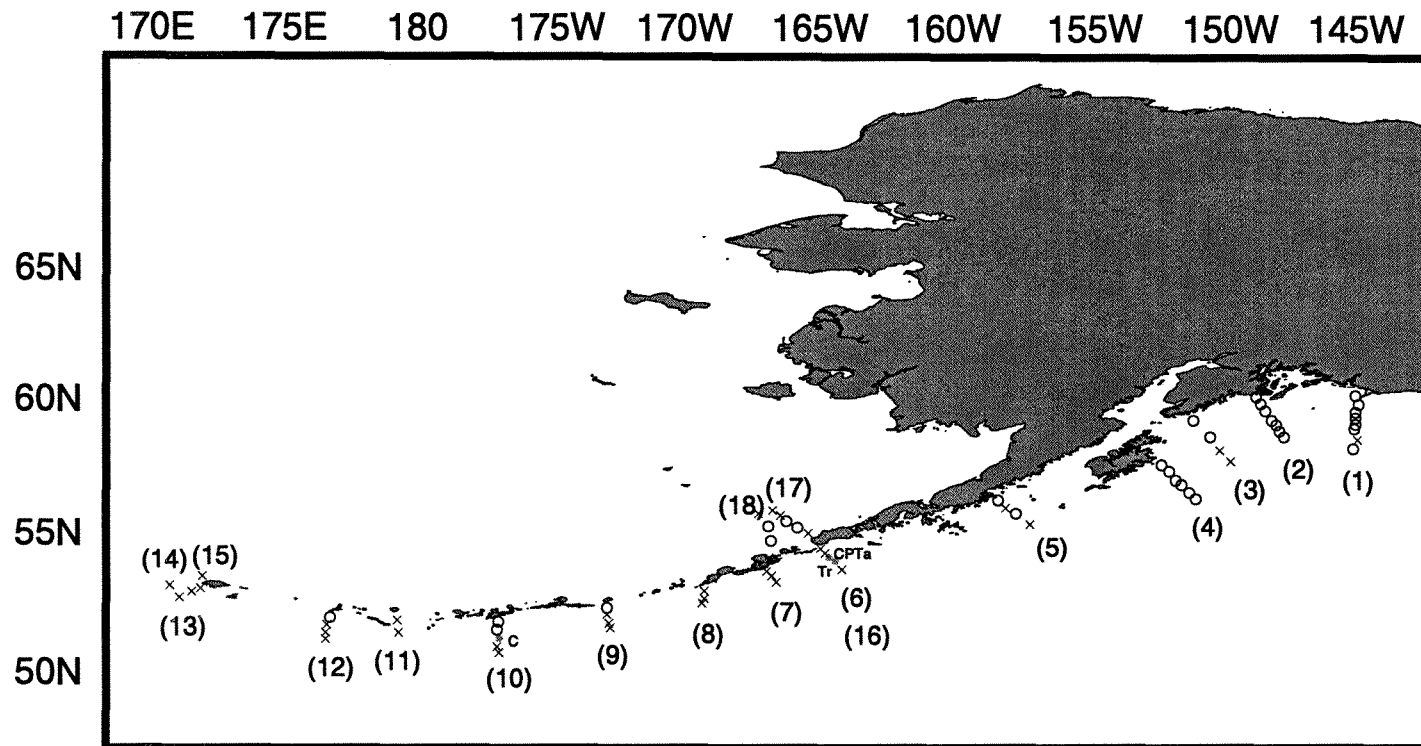 170E 175E 180 175W 170W 165W 160W 155W 150W 145W
65N
60N
55N
50N
(1)
(2)
(3)
(4)
(5)
(17)
(18)
CPTa
Tr
(6)
(16)
(7)
(8)
(9)
C
(10)
(11)
(12)
(14) (15)
(13)